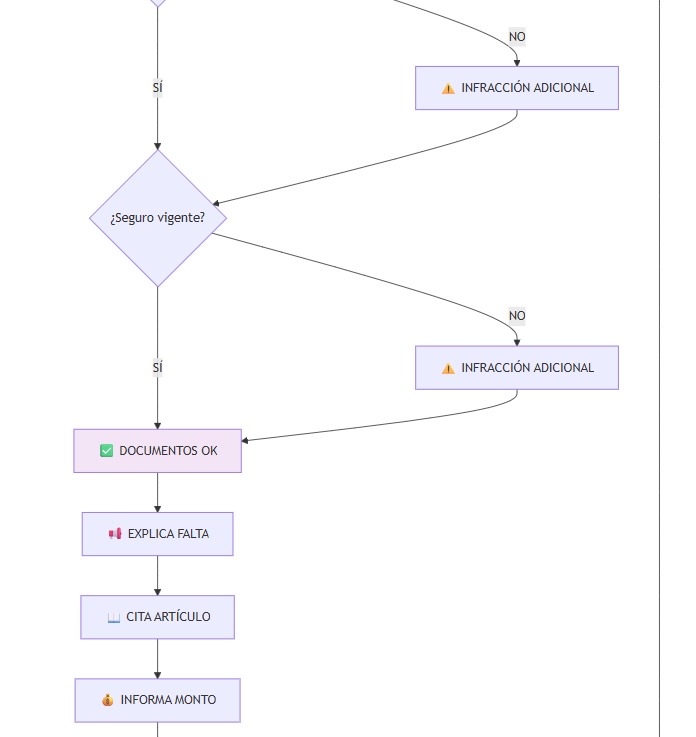 NO
SÍ
⚠️ INFRACCIÓN ADICIONAL
¿Seguro vigente?
NO
SÍ
⚠️ INFRACCIÓN ADICIONAL
✅ DOCUMENTOS OK
📢 EXPLICA FALTA
📖 CITA ARTÍCULO
💰 INFORMA MONTO